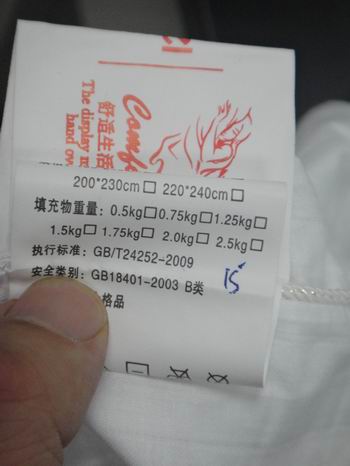 舒适生活
The display
hand ove
200*230cm□ 220*240cm□
填充物重量: 0.5kg□ 0.75kg□ 1.25kg□
1.5kg□ 1.75kg□ 2.0kg□ 2.5kg□
执行标准: GB/T24252-2009
安全类别: GB18401-2003 B类
格品
15